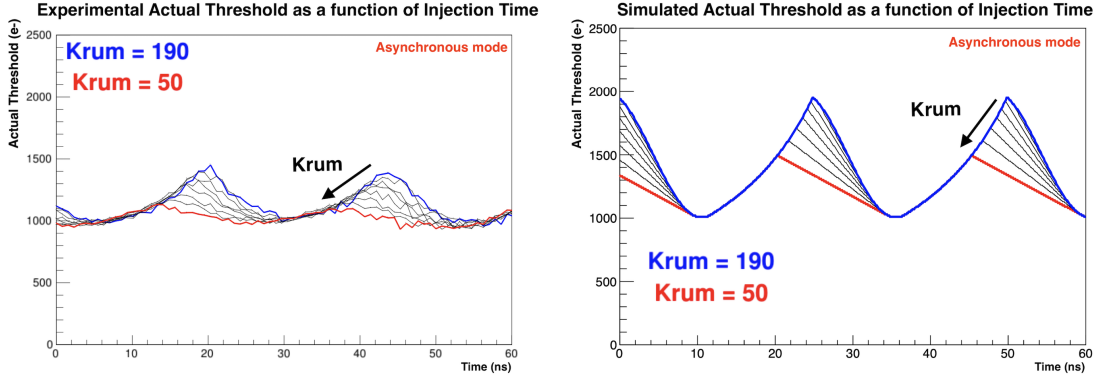 Experimental Actual Threshold as a function of Injection Time
Actual Threshold (e-)
2500
2000
1500
1000
500
0
Krum = 190
Krum = 50
Asynchronous mode
Krum
0
10
20
30
40
50
60
Time (ns)
Simulated Actual Threshold as a function of Injection Time
Actual Threshold (e-)
2500
2000
1500
1000
500
0
Asynchronous mode
Krum
Krum = 190
Krum = 50
0
10
20
30
40
50
60
Time (ns)